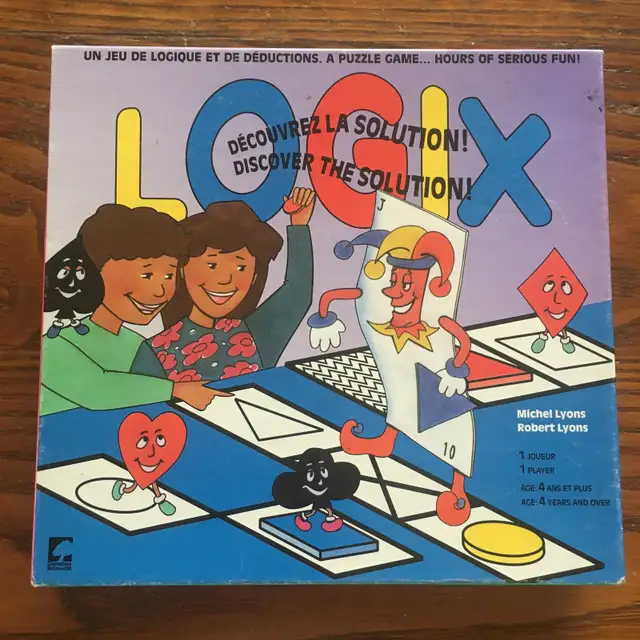 UN JEU DE LOGIQUE ET DE DÉDUCTIONS. A PUZZLE GAME... HOURS OF SERIOUS FUN!
LOGIX
DÉCOUVREZ LA SOLUTION!
DISCOVER THE SOLUTION!
J
10
Michel Lyons
Robert Lyons
1 JOUEUR
1 PLAYER
ÂGE: 4 ANS ET PLUS
AGE: 4 YEARS AND OVER